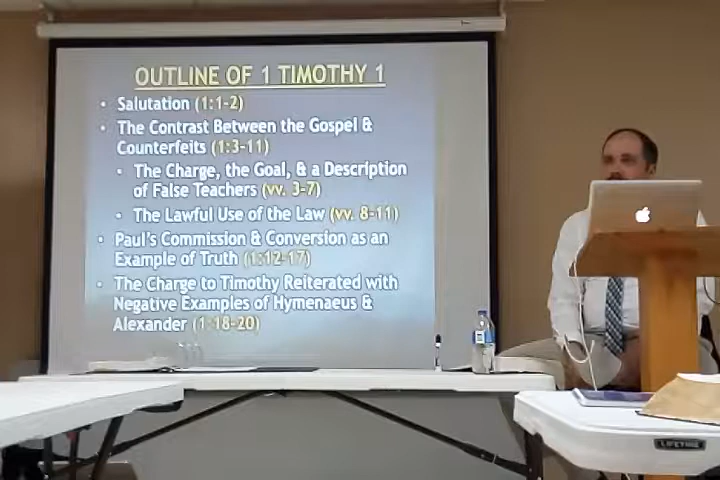 OUTLINE OF 1 TIMOTHY 1
• Salutation (1:1-2)
• The Contrast Between the Gospel &
Counterfeits (1:3-11)
• The Charge, the Goal, & a Description
of False Teachers (vv. 3-7)
• The Lawful Use of the Law (vv. 8-11)
• Paul's Commission & Conversion as an
Example of Truth (1:12-17)
• The Charge to Timothy Reiterated with
Negative Examples of Hymenaeus &
Alexander (1:18-20)
LIFETIME